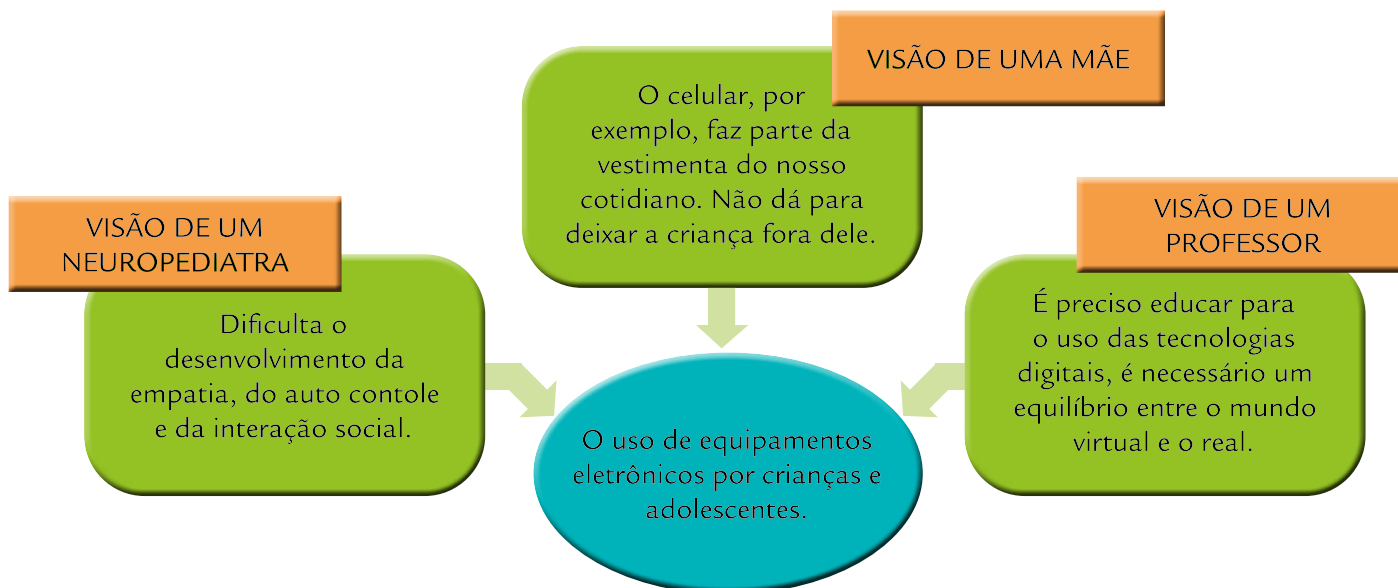 VISÃO DE UMA MÃE
O celular, por
exemplo, faz parte da
vestimenta do nosso
cotidiano. Não dá para
deixar a criança fora dele.
VISÃO DE UM
NEUROPEDIATRA
Dificulta o
desenvolvimento da
empatia, do auto contole
e da interação social.
VISÃO DE UM
PROFESSOR
É preciso educar para
o uso das tecnologias
digitais, é necessário um
equilíbrio entre o mundo
virtual e o real.
O uso de equipamentos
eletrônicos por crianças e
adolescentes.